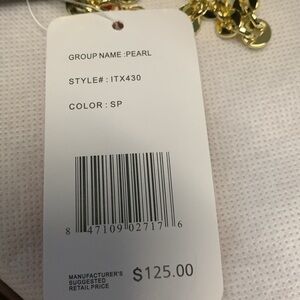 GROUP NAME :PEARL
STYLE# : ITX430
COLOR : SP
8 47109 02717 6
MANUFACTURER'S
SUGGESTED
RETAIL PRICE
$125.00